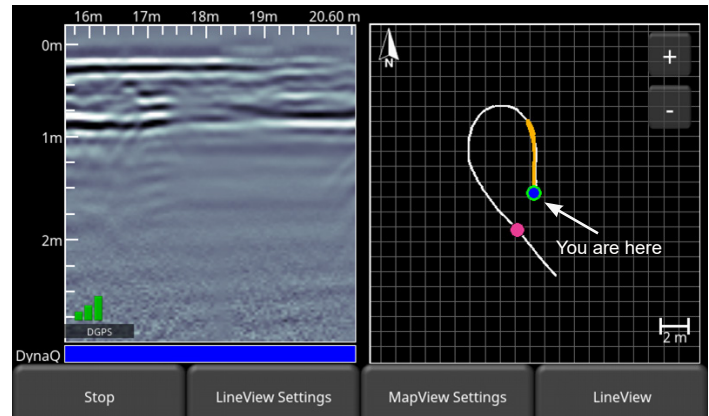 16m 17m 18m 19m 20.60 m
0m
1m
2m
DGPS
DynaQ
N
+
-
You are here
2 m
Stop LineView Settings MapView Settings LineView